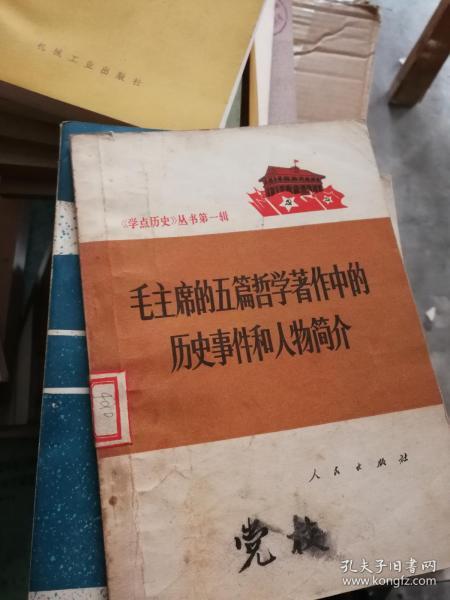 机械工业出版社
《学点历史》丛书第一辑
毛主席的五篇哲学著作中的
历史事件和人物简介
人民出版社
党校
孔夫子旧书网
www.kongfz.com